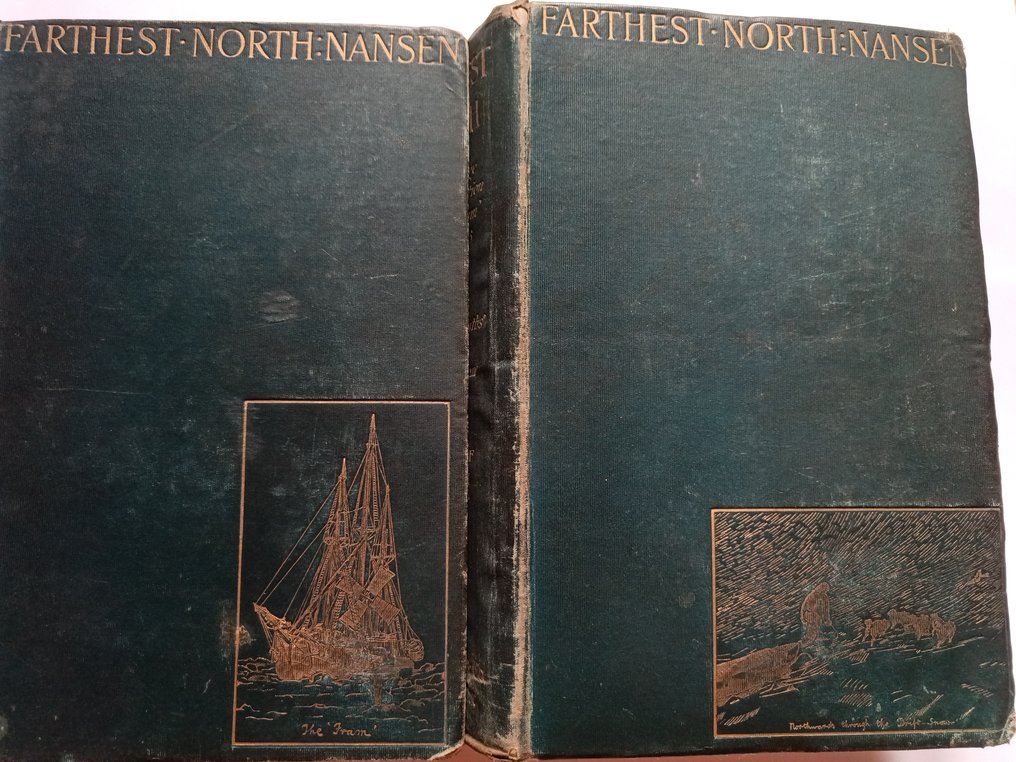 FARTHEST·NORTH:NANSEN
The "Fram"
FARTHEST·NORTH:NANSEN
Northwards through the Drift-Snow